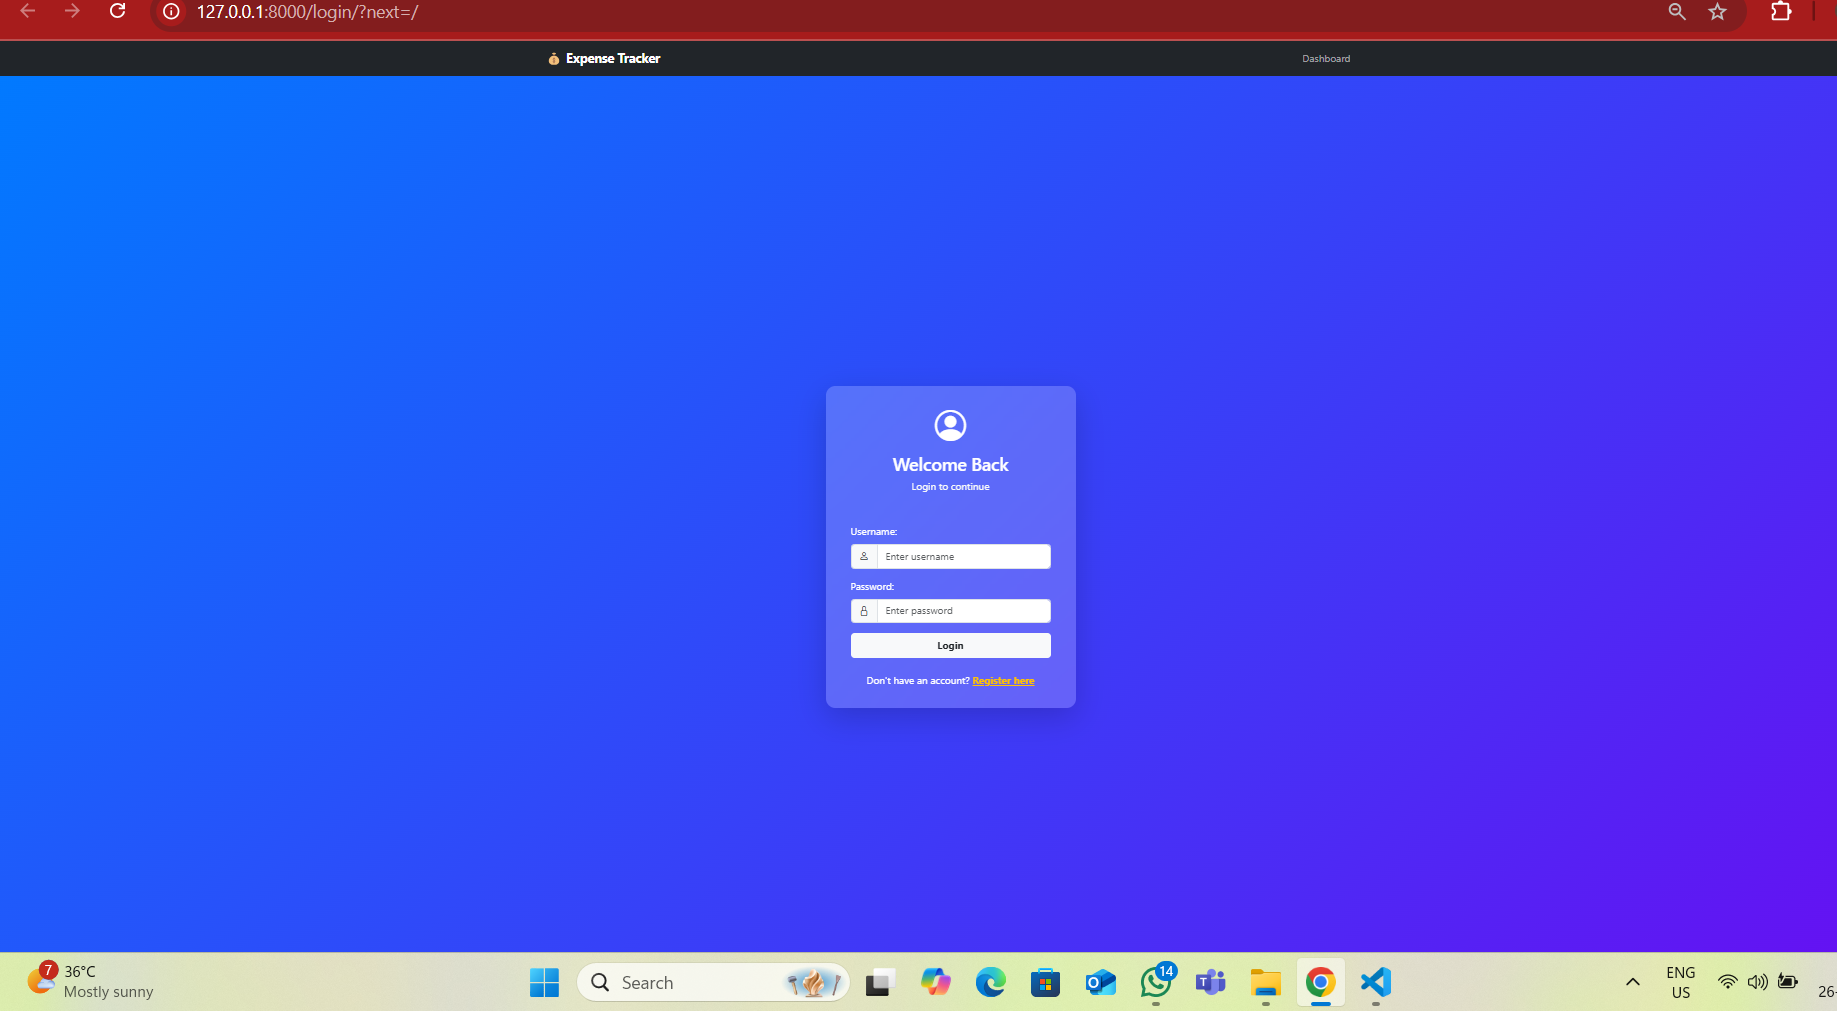 127.0.0.1:8000/login/?next=/
Expense Tracker
Dashboard
Welcome Back
Login to continue
Username:
Enter username
Password:
Enter password
Login
Don't have an account? Register here
7
36°C
Mostly sunny
Search
14
ENG
US
26-